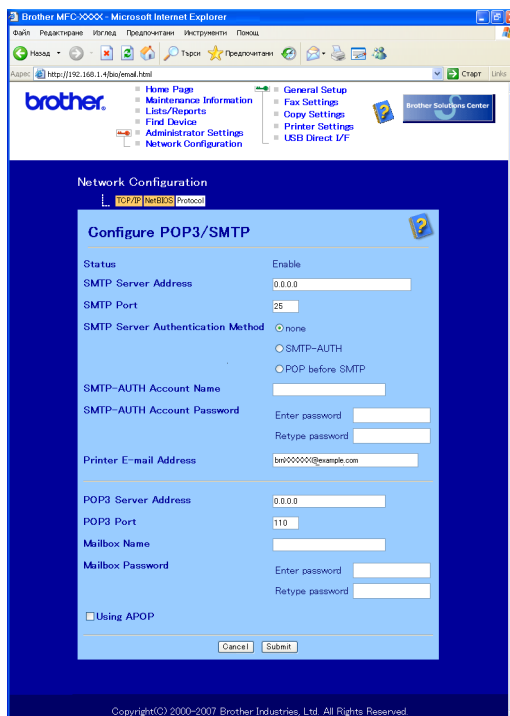 Brother MFC-XXXX - Microsoft Internet Explorer
Файл Редактиране Изглед Предпочитани Инструменти Помощ
Назад Търси Предпочитани
Адрес http://192.168.1.4/bio/email.html Старт Links
brother.
Home Page
Maintenance Information
Lists/Reports
Find Device
Administrator Settings
Network Configuration
General Setup
Fax Settings
Copy Settings
Printer Settings
USB Direct I/F
Brother Solutions Center
Network Configuration
TCP/IP NetBIOS Protocol
Configure POP3/SMTP
Status Enable
SMTP Server Address 0.0.0.0
SMTP Port 25
SMTP Server Authentication Method none
SMTP-AUTH
POP before SMTP
SMTP-AUTH Account Name
SMTP-AUTH Account Password Enter password
Retype password
Printer E-mail Address brnXXXXXX@example.com
POP3 Server Address 0.0.0.0
POP3 Port 110
Mailbox Name
Mailbox Password Enter password
Retype password
Using APOP
Cancel Submit
Copyright(C) 2000-2007 Brother Industries, Ltd. All Rights Reserved.